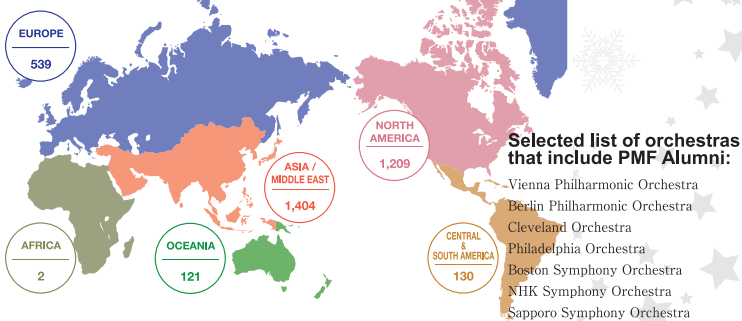 EUROPE
539
NORTH
AMERICA
1,209
ASIA /
MIDDLE EAST
1,404
AFRICA
2
OCEANIA
121
CENTRAL
&
SOUTH AMERICA
130
Selected list of orchestras
that include PMF Alumni:
Vienna Philharmonic Orchestra
Berlin Philharmonic Orchestra
Cleveland Orchestra
Philadelphia Orchestra
Boston Symphony Orchestra
NHK Symphony Orchestra
Sapporo Symphony Orchestra